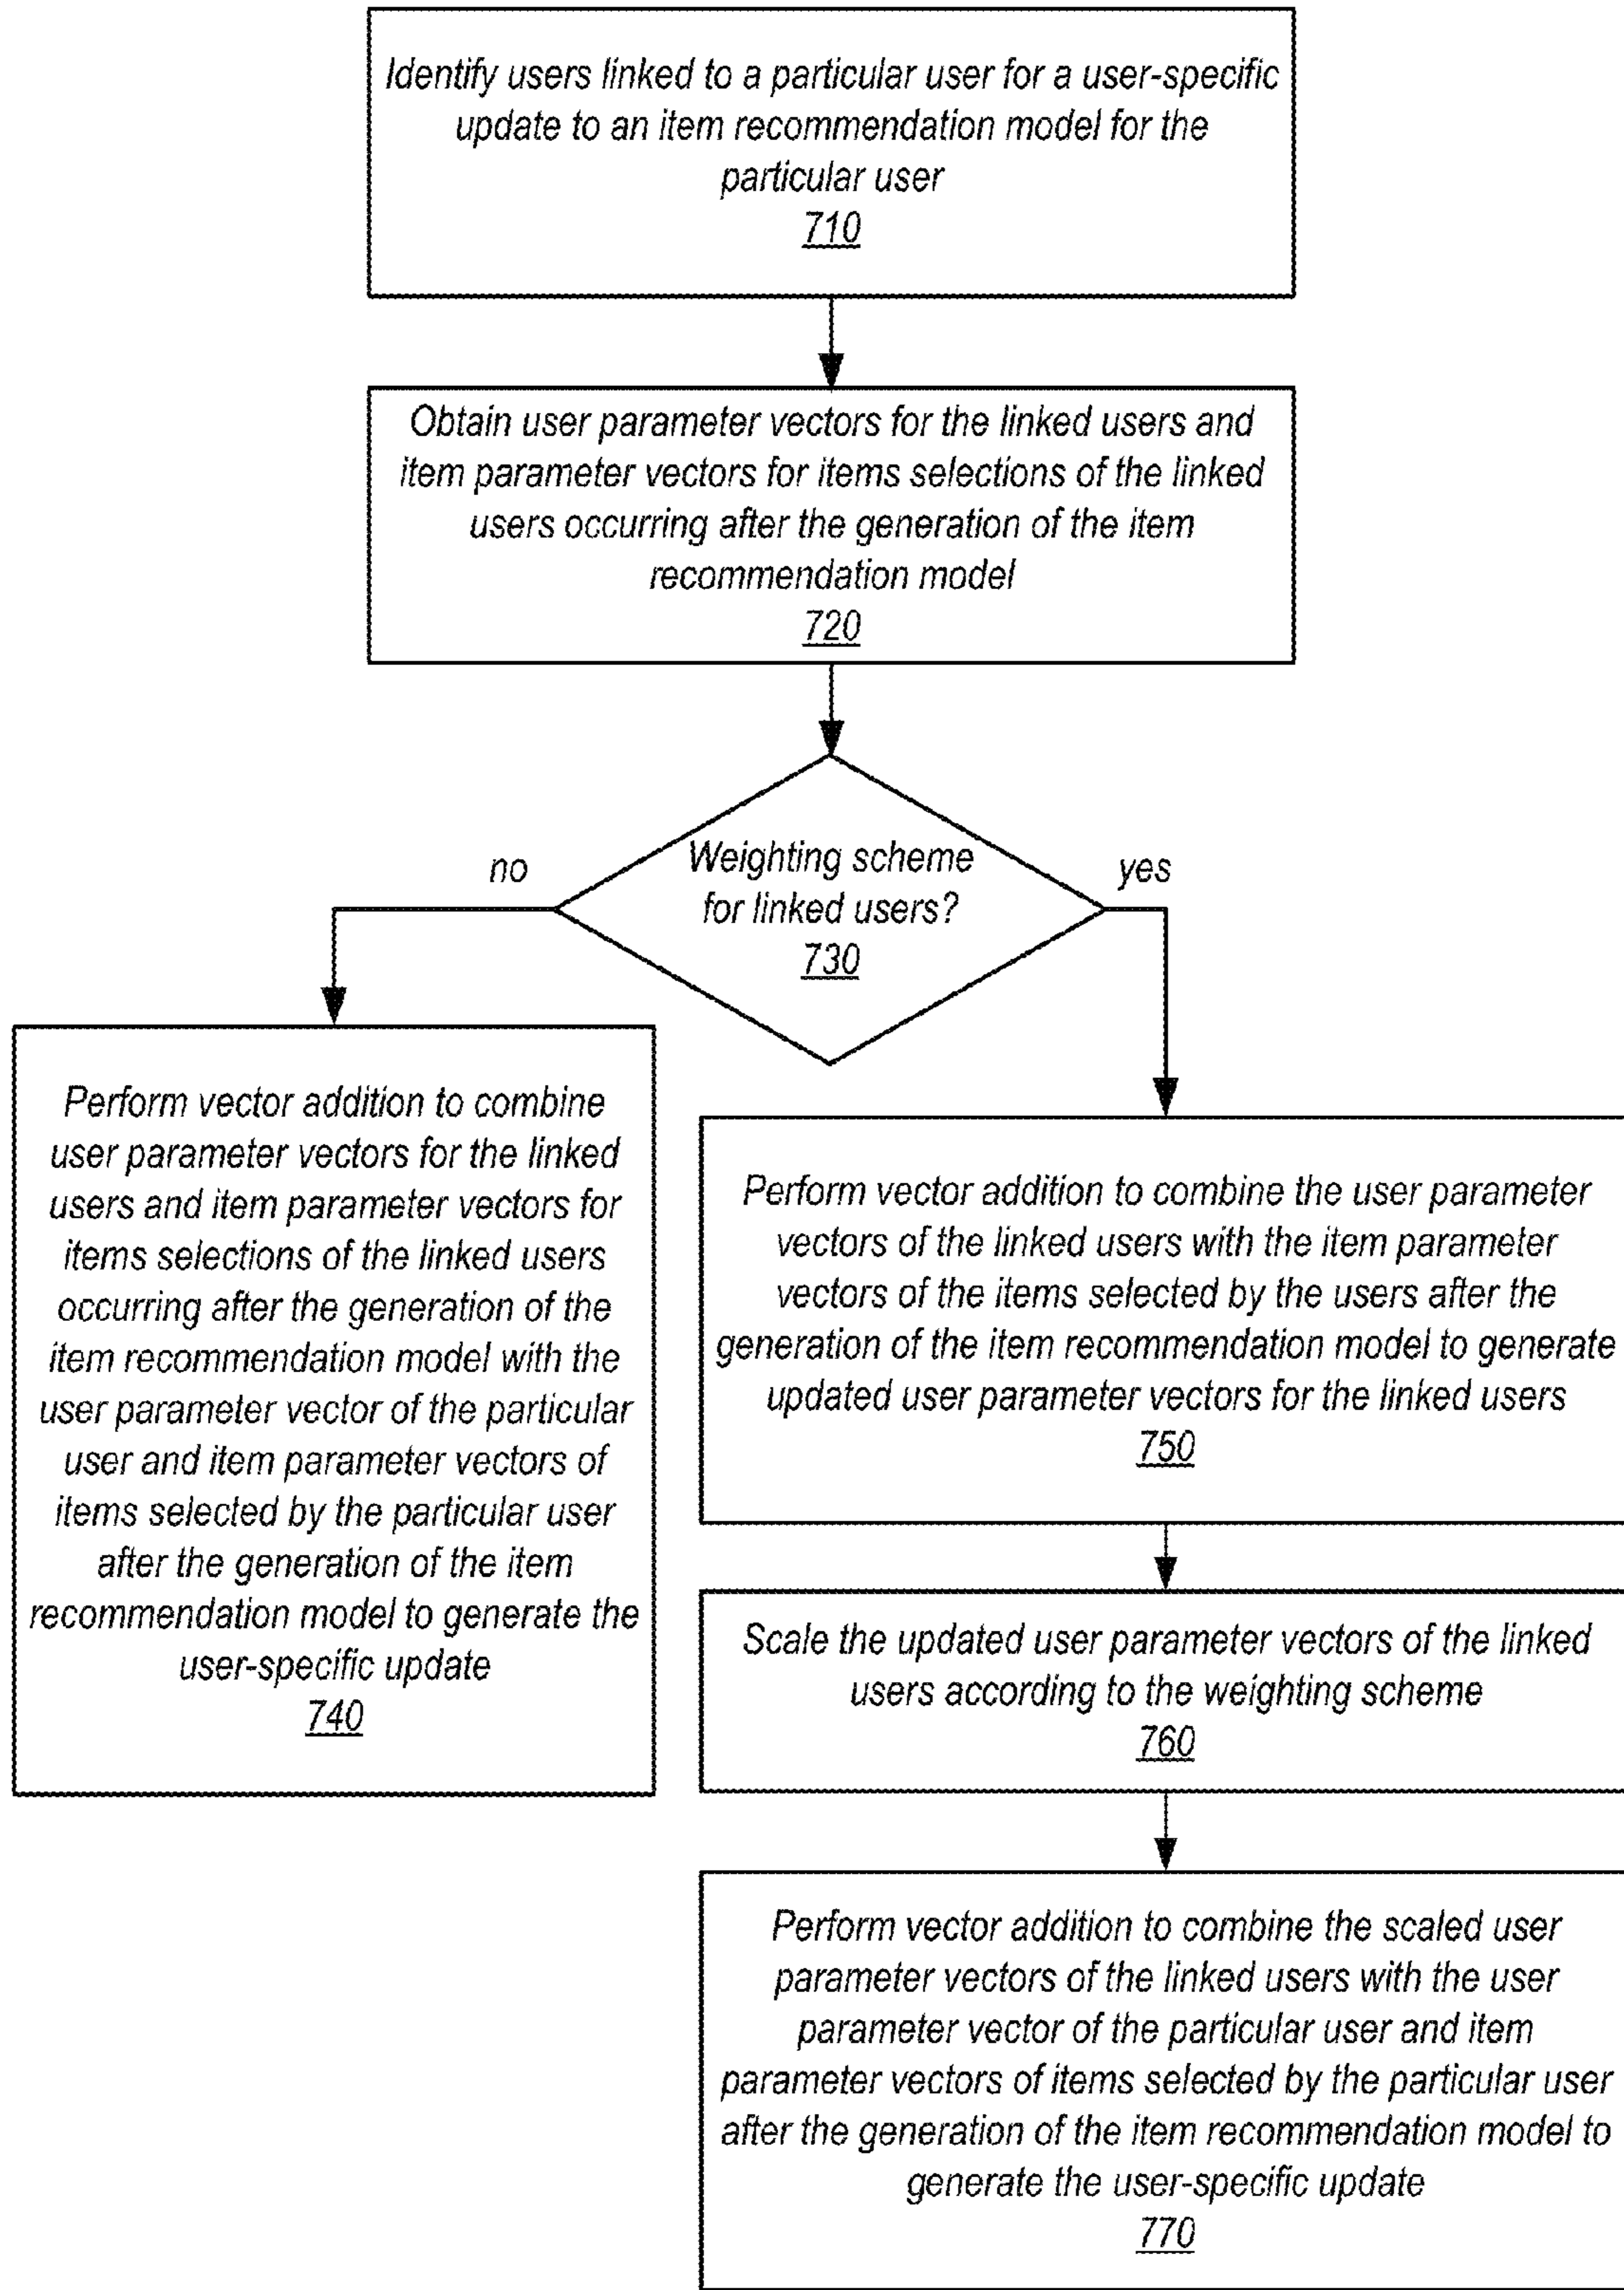 Identify users linked to a particular user for a user-specific
update to an item recommendation model for the
particular user
710
Obtain user parameter vectors for the linked users and
item parameter vectors for items selections of the linked
users occurring after the generation of the item
recommendation model
720
Weighting scheme
for linked users?
730
no
yes
Perform vector addition to combine
user parameter vectors for the linked
users and item parameter vectors for
items selections of the linked users
occurring after the generation of the
item recommendation model with the
user parameter vector of the particular
user and item parameter vectors of
items selected by the particular user
after the generation of the item
recommendation model to generate the
user-specific update
740
Perform vector addition to combine the user parameter
vectors of the linked users with the item parameter
vectors of the items selected by the users after the
generation of the item recommendation model to generate
updated user parameter vectors for the linked users
750
Scale the updated user parameter vectors of the linked
users according to the weighting scheme
760
Perform vector addition to combine the scaled user
parameter vectors of the linked users with the user
parameter vector of the particular user and item
parameter vectors of items selected by the particular user
after the generation of the item recommendation model to
generate the user-specific update
770